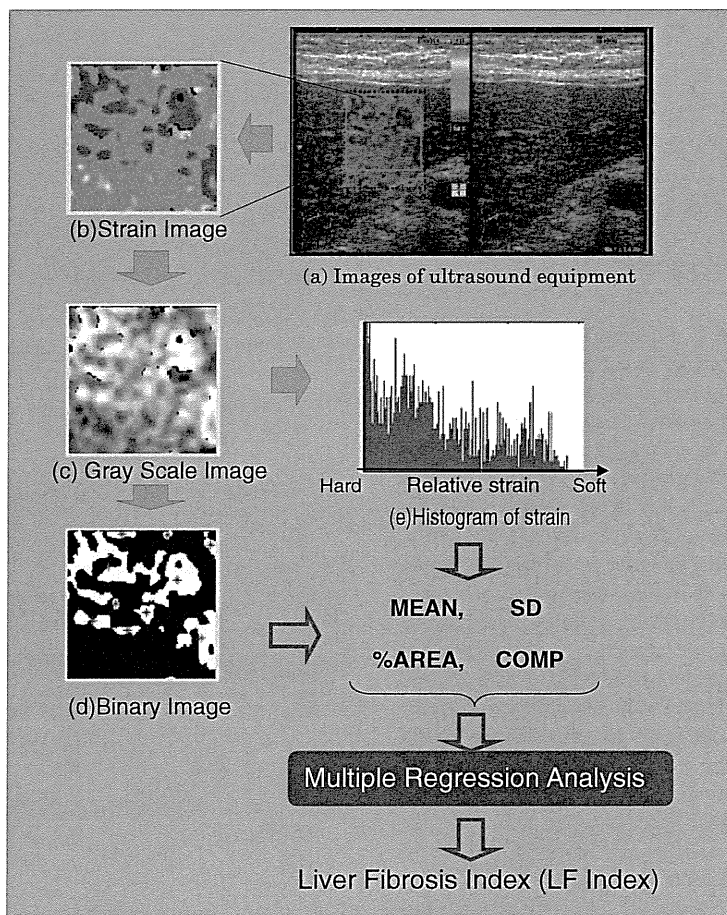 (b)Strain Image
(a) Images of ultrasound equipment
(c) Gray Scale Image
Hard Relative strain Soft
(e)Histogram of strain
(d)Binary Image
MEAN, SD
%AREA, COMP
Multiple Regression Analysis
Liver Fibrosis Index (LF Index)